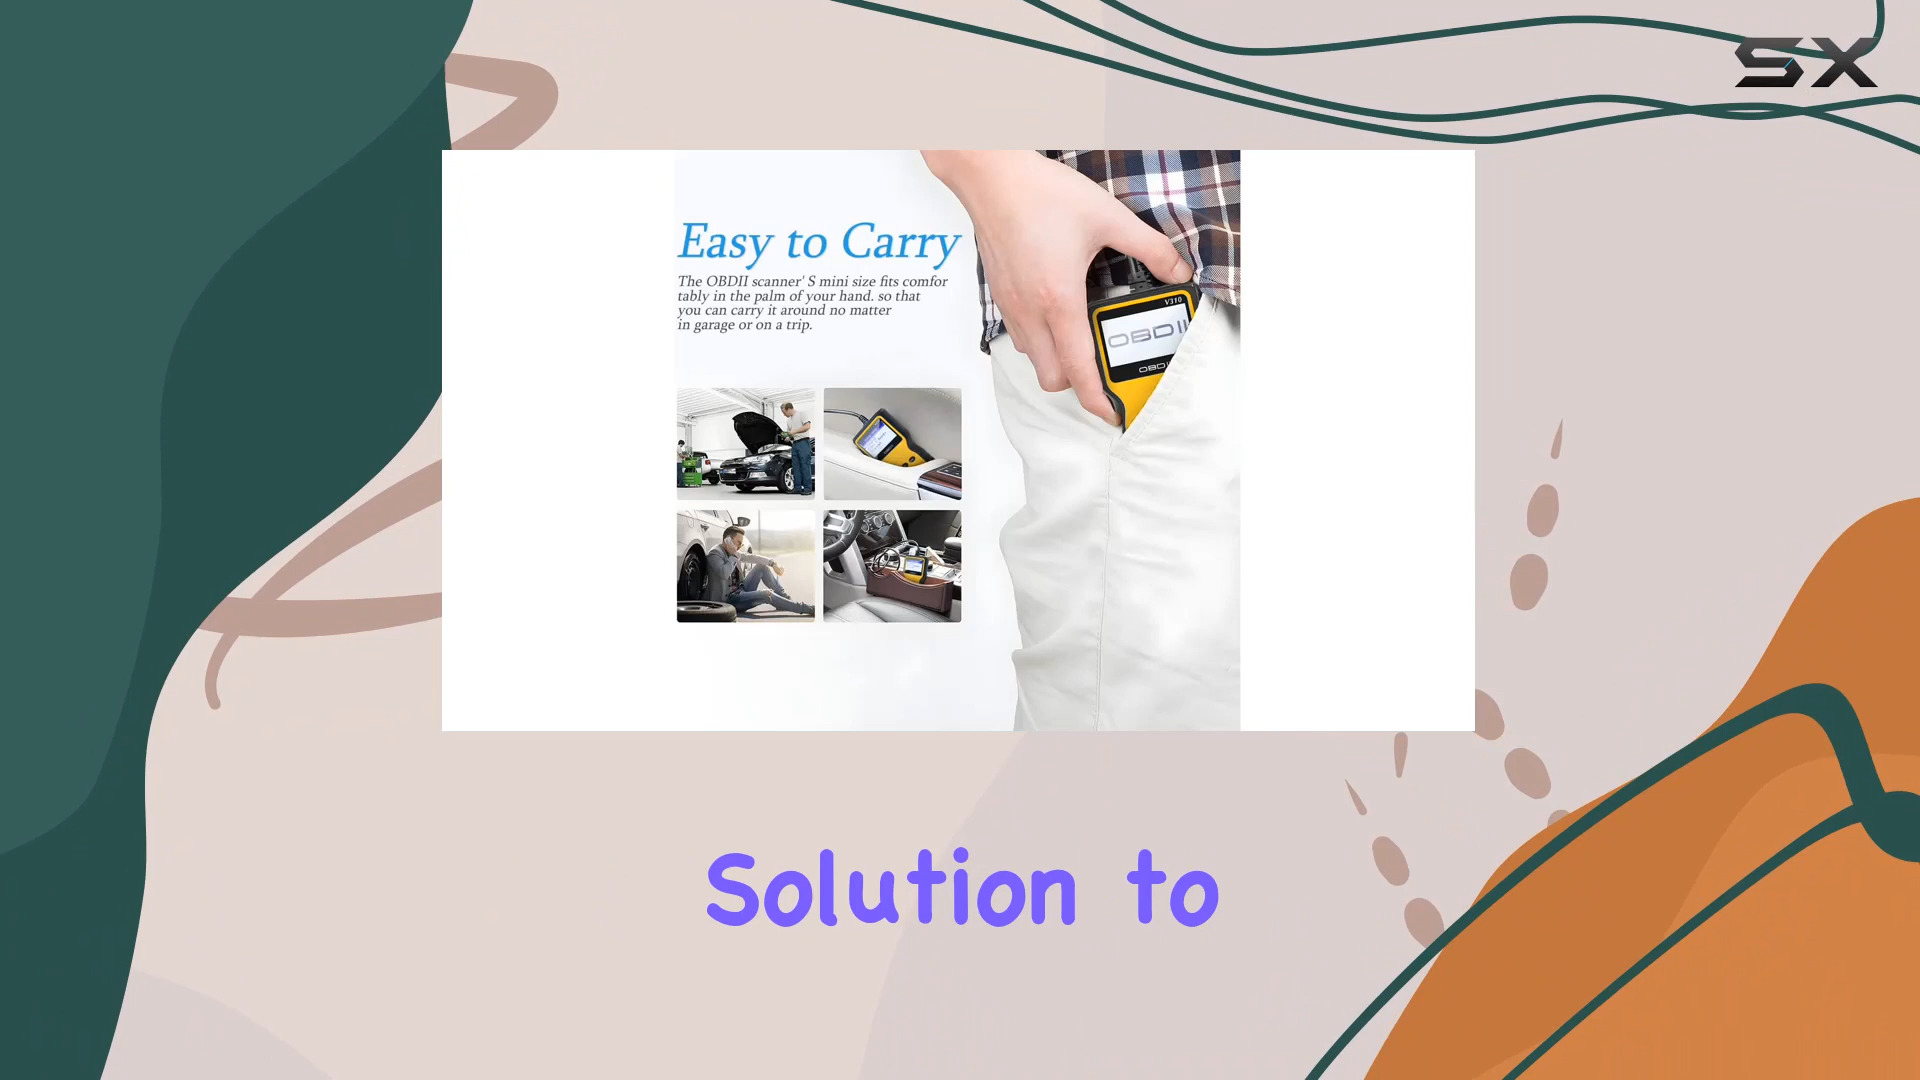 SX
Easy to Carry
The OBDII scanner' S mini size fits comfor
tably in the palm of your hand. so that
you can carry it around no matter
in garage or on a trip.
V310
OBDII
Solution to